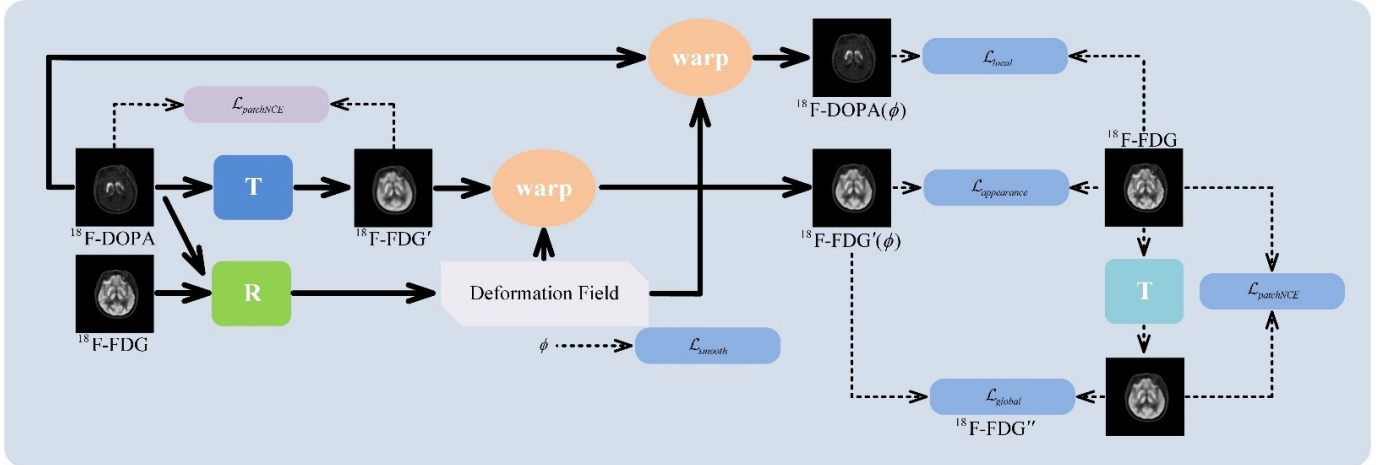 warp
¹⁸F-DOPA(ϕ)
ℒlocal
ℒpatchNCE
¹⁸F-FDG
T
warp
ℒappearance
¹⁸F-DOPA
¹⁸F-FDG′
¹⁸F-FDG′(ϕ)
R
Deformation Field
T
ℒpatchNCE
¹⁸F-FDG
ϕ
ℒsmooth
ℒglobal
¹⁸F-FDG″